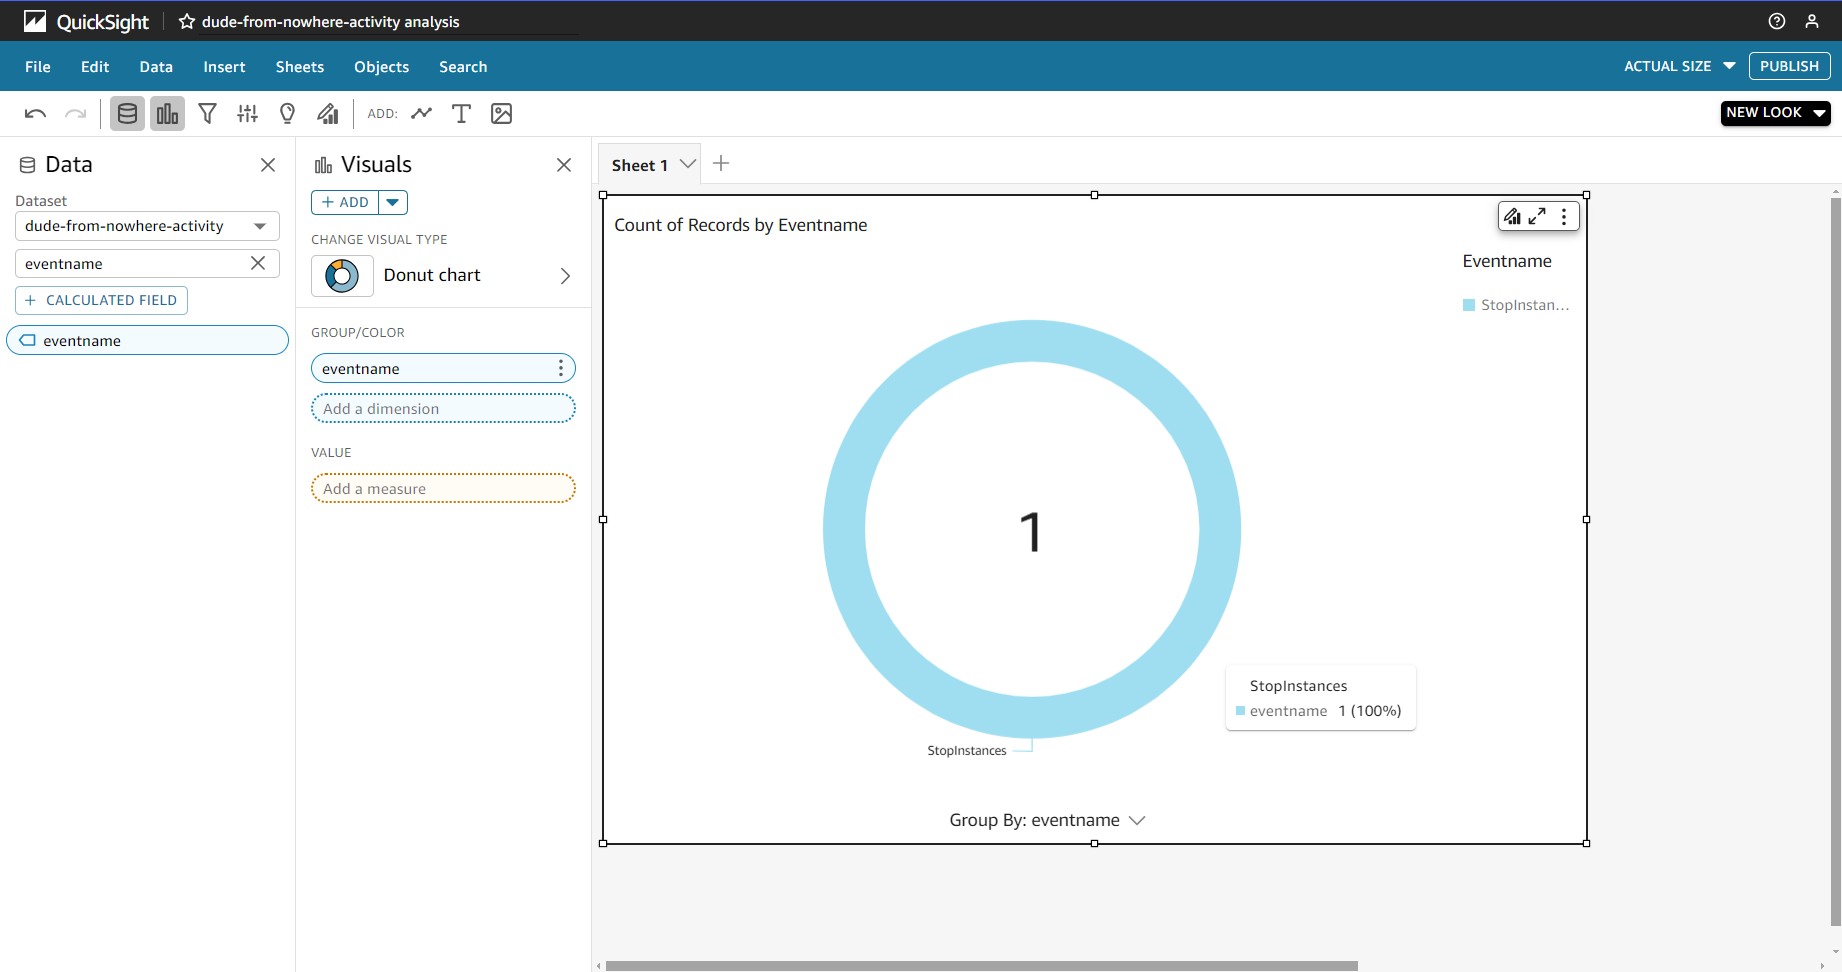 QuickSight
dude-from-nowhere-activity analysis
File Edit Data Insert Sheets Objects Search
ACTUAL SIZE
PUBLISH
ADD:
NEW LOOK
Data
Dataset
dude-from-nowhere-activity
eventname
+ CALCULATED FIELD
eventname
Visuals
+ ADD
CHANGE VISUAL TYPE
Donut chart
GROUP/COLOR
eventname
Add a dimension
VALUE
Add a measure
Sheet 1
Count of Records by Eventname
Eventname
StopInstan...
1
StopInstances
eventname 1 (100%)
StopInstances
Group By: eventname